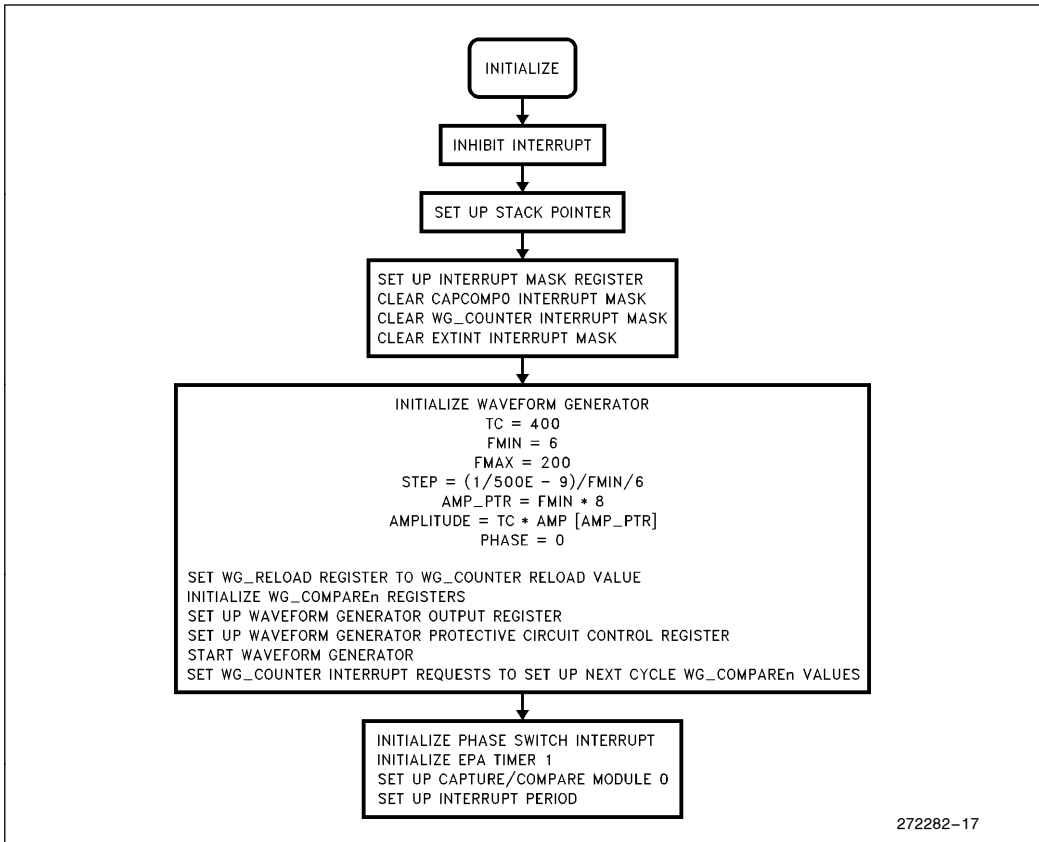 INITIALIZE
INHIBIT INTERRUPT
SET UP STACK POINTER
SET UP INTERRUPT MASK REGISTER
CLEAR CAPCOMP0 INTERRUPT MASK
CLEAR WG_COUNTER INTERRUPT MASK
CLEAR EXTINT INTERRUPT MASK
INITIALIZE WAVEFORM GENERATOR
TC = 400
FMIN = 6
FMAX = 200
STEP = (1/500E − 9)/FMIN/6
AMP_PTR = FMIN * 8
AMPLITUDE = TC * AMP [AMP_PTR]
PHASE = 0
SET WG_RELOAD REGISTER TO WG_COUNTER RELOAD VALUE
INITIALIZE WG_COMPAREn REGISTERS
SET UP WAVEFORM GENERATOR OUTPUT REGISTER
SET UP WAVEFORM GENERATOR PROTECTIVE CIRCUIT CONTROL REGISTER
START WAVEFORM GENERATOR
SET WG_COUNTER INTERRUPT REQUESTS TO SET UP NEXT CYCLE WG_COMPAREn VALUES
INITIALIZE PHASE SWITCH INTERRUPT
INITIALIZE EPA TIMER 1
SET UP CAPTURE/COMPARE MODULE 0
SET UP INTERRUPT PERIOD
272282−17